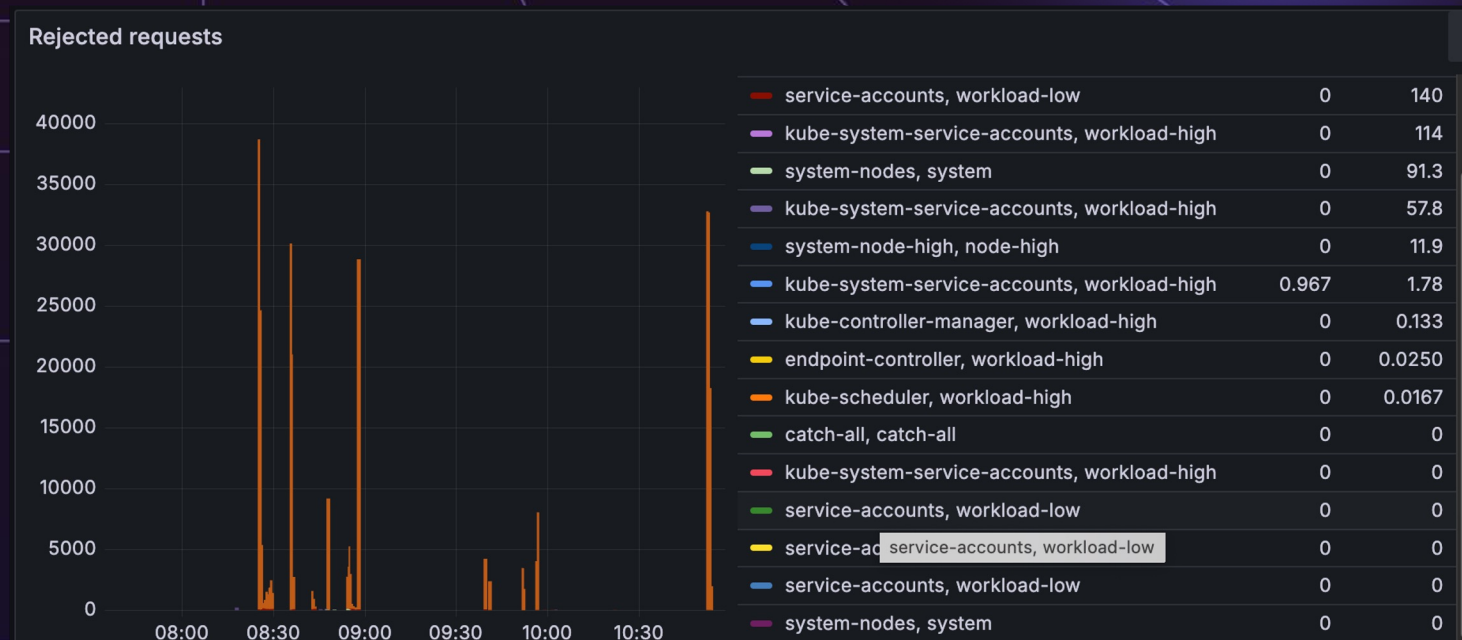 Rejected requests
40000
35000
30000
25000
20000
15000
10000
5000
0
08:00 08:30 09:00 09:30 10:00 10:30
service-accounts, workload-low 0 140
kube-system-service-accounts, workload-high 0 114
system-nodes, system 0 91.3
kube-system-service-accounts, workload-high 0 57.8
system-node-high, node-high 0 11.9
kube-system-service-accounts, workload-high 0.967 1.78
kube-controller-manager, workload-high 0 0.133
endpoint-controller, workload-high 0 0.0250
kube-scheduler, workload-high 0 0.0167
catch-all, catch-all 0 0
kube-system-service-accounts, workload-high 0 0
service-accounts, workload-low 0 0
service-ac service-accounts, workload-low 0 0
service-accounts, workload-low 0 0
system-nodes, system 0 0